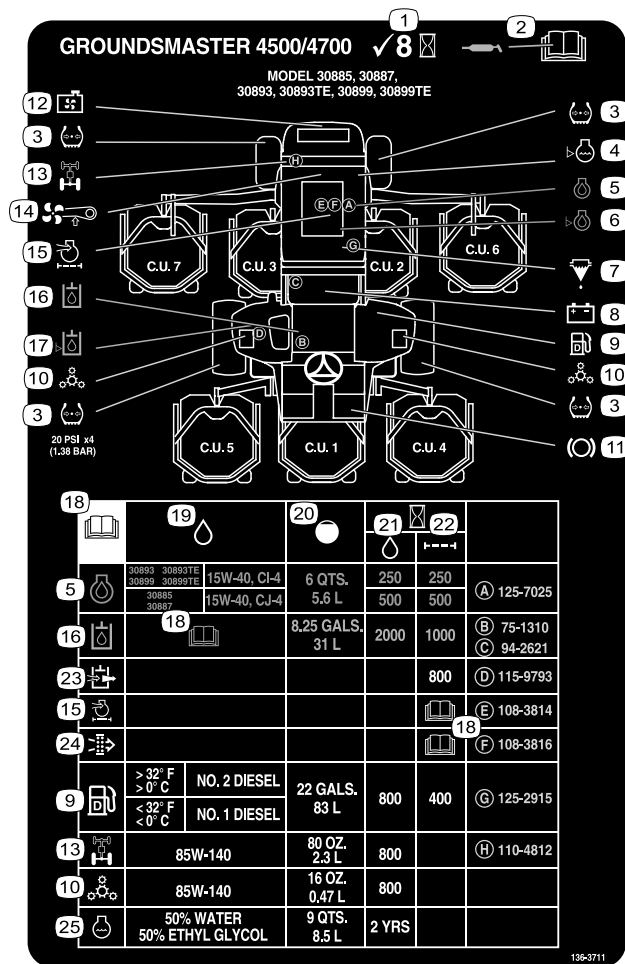 1
2
GROUNDSMASTER 4500/4700 ✓8
MODEL 30885, 30887,
30893, 30893TE, 30899, 30899TE
12
3
3
H
4
13
5
E F A
14
6
15
G
C.U. 7
C.U. 3
C.U. 2
C.U. 6
7
16
C
8
17
D
B
9
10
10
3
3
20 PSI x4
(1.38 BAR)
11
C.U. 5
C.U. 1
C.U. 4
18
19
20
21
22
5
30893 30893TE
30899 30899TE
15W-40, CI-4
6 QTS.
5.6 L
250
250
A 125-7025
30885
30887
15W-40, CJ-4
500
500
16
18
8.25 GALS.
31 L
2000
1000
B 75-1310
C 94-2621
23
800
D 115-9793
15
E 108-3814
18
24
F 108-3816
9
D
> 32° F
> 0° C
NO. 2 DIESEL
22 GALS.
83 L
800
400
G 125-2915
< 32° F
< 0° C
NO. 1 DIESEL
13
85W-140
80 OZ.
2.3 L
800
H 110-4812
10
85W-140
16 OZ.
0.47 L
800
25
50% WATER
50% ETHYL GLYCOL
9 QTS.
8.5 L
2 YRS
136-3711